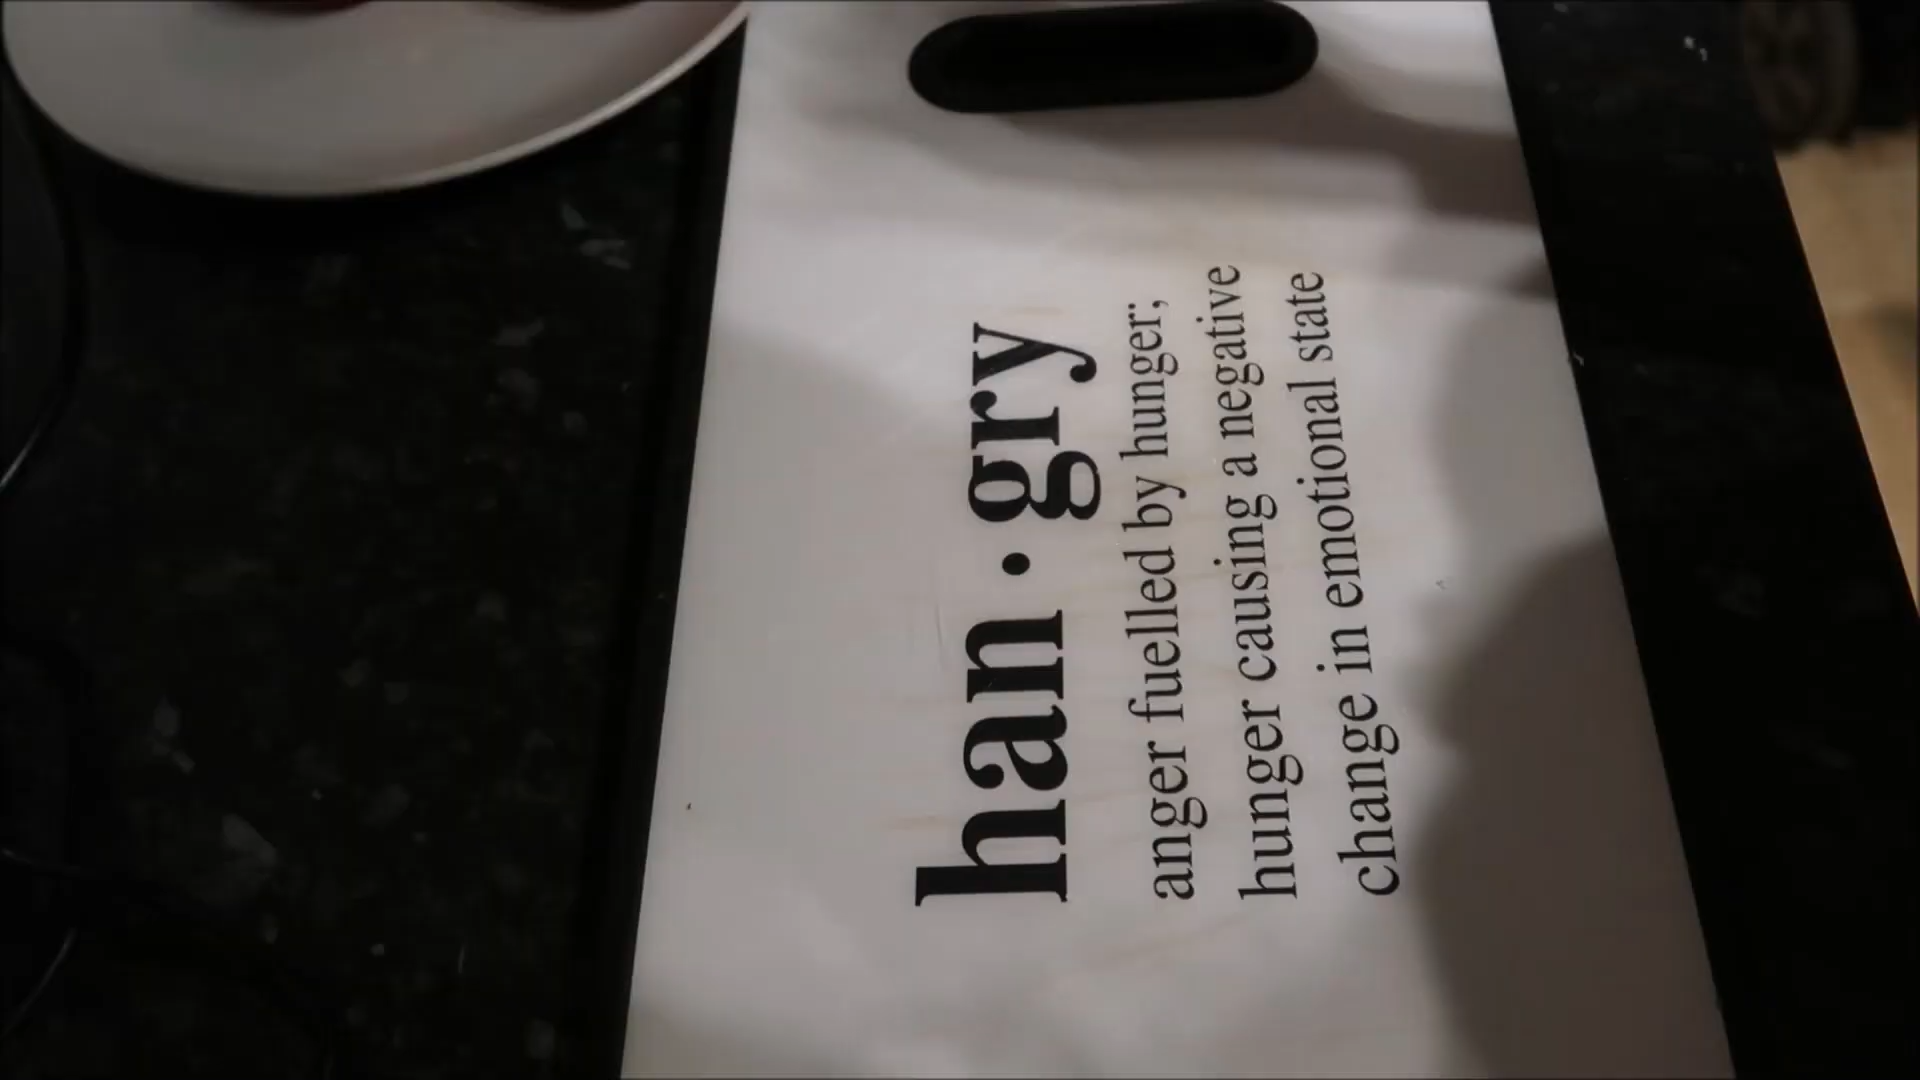 han · gry
anger fuelled by hunger;
hunger causing a negative
change in emotional state